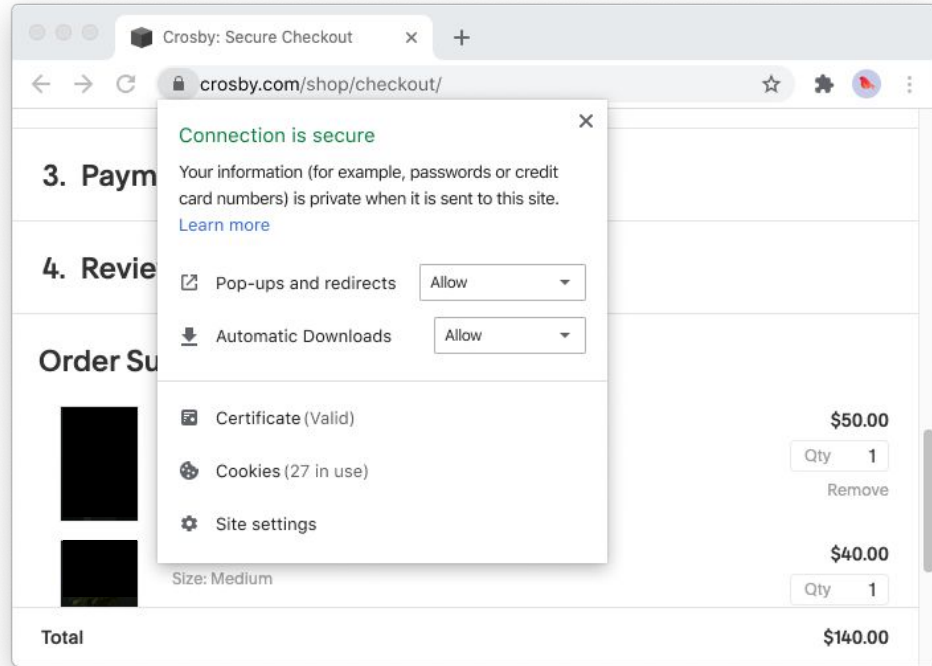 Crosby: Secure Checkout
crosby.com/shop/checkout/
Connection is secure
Your information (for example, passwords or credit
card numbers) is private when it is sent to this site.
Learn more
3. Paym
4. Revie
Pop-ups and redirects Allow
Automatic Downloads Allow
Order Su
Certificate (Valid)
Cookies (27 in use)
Site settings
$50.00
Qty 1
Remove
$40.00
Size: Medium
Qty 1
Total $140.00